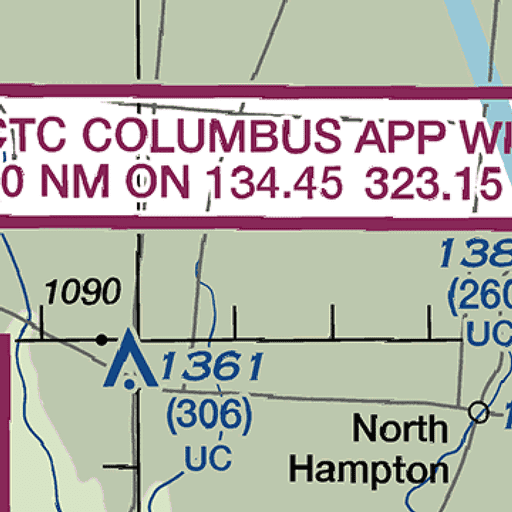 CTC COLUMBUS APP WI
0 NM ON 134.45 323.15
138
(260
UC
1090
1361
(306)
UC
North
Hampton
1